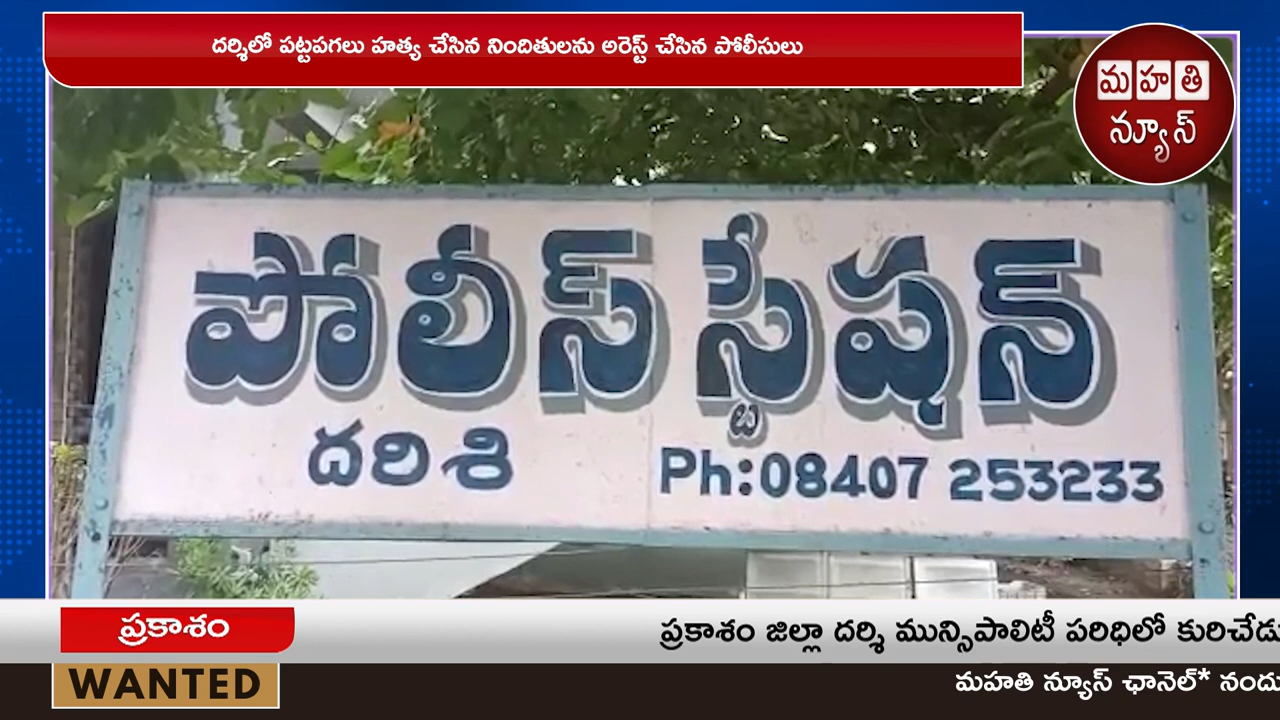 దర్శిలో పట్టపగలు హత్య చేసిన నిందితులను అరెస్ట్ చేసిన పోలీసులు
మహతి
న్యూస్
పోలీస్ స్టేషన్
దరిశి Ph:08407 253233
ప్రకాశం
ప్రకాశం జిల్లా దర్శి మున్సిపాలిటీ పరిధిలో కురిచేడు
WANTED
మహతి న్యూస్ ఛానెల్* నందు